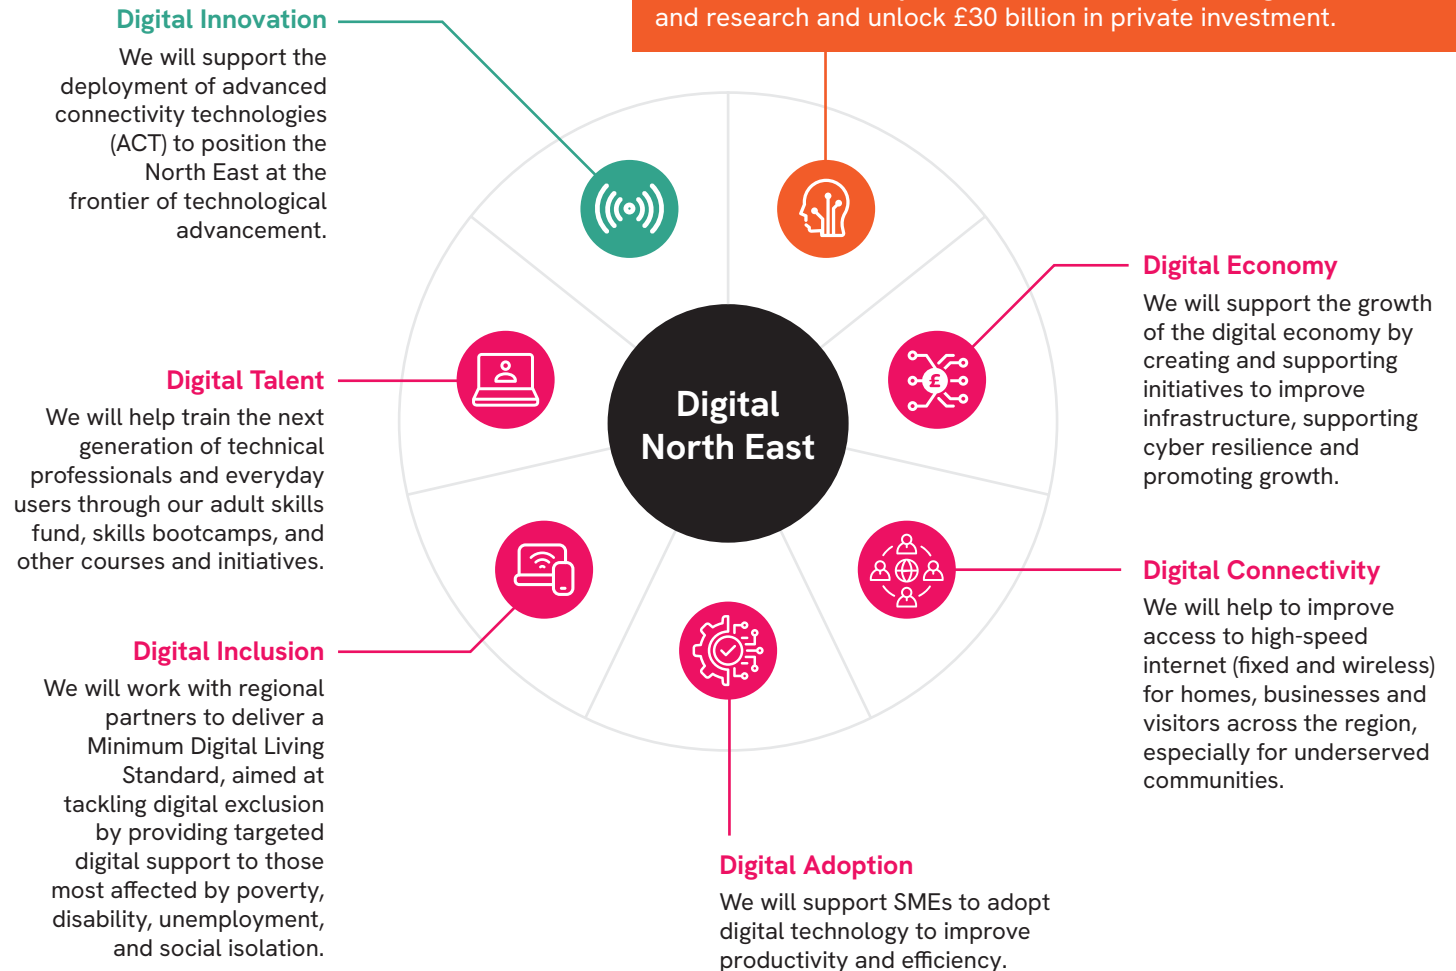 and research and unlock £30 billion in private investment.
Digital Innovation
We will support the
deployment of advanced
connectivity technologies
(ACT) to position the
North East at the
frontier of technological
advancement.
Digital Economy
We will support the growth
of the digital economy by
creating and supporting
initiatives to improve
infrastructure, supporting
cyber resilience and
promoting growth.
Digital Talent
We will help train the next
generation of technical
professionals and everyday
users through our adult skills
fund, skills bootcamps, and
other courses and initiatives.
Digital
North East
£
Digital Connectivity
We will help to improve
access to high-speed
internet (fixed and wireless)
for homes, businesses and
visitors across the region,
especially for underserved
communities.
Digital Inclusion
We will work with regional
partners to deliver a
Minimum Digital Living
Standard, aimed at
tackling digital exclusion
by providing targeted
digital support to those
most affected by poverty,
disability, unemployment,
and social isolation.
Digital Adoption
We will support SMEs to adopt
digital technology to improve
productivity and efficiency.